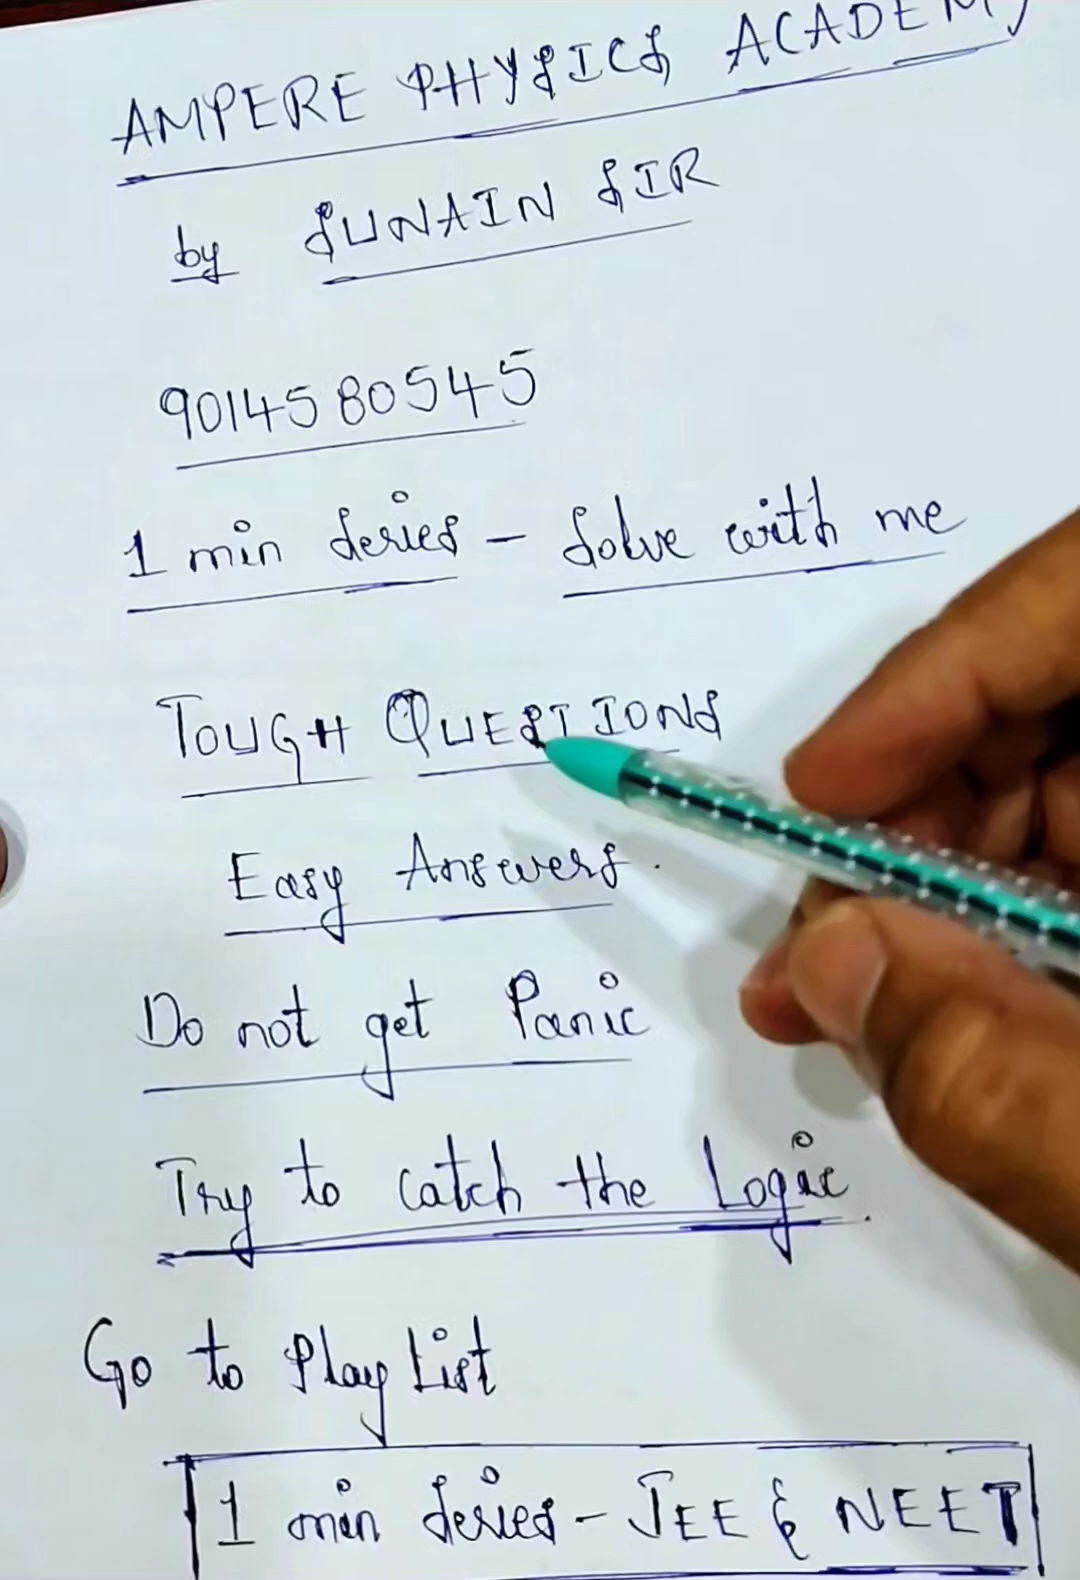 AMPERE PHYSICS ACADEMY
by SUNAIN SIR
9014580545
1 min series - Solve with me
TOUGH QUESTIONS
Easy Answers.
Do not get Panic
Try to catch the Logic.
Go to Play List
1 min series - JEE & NEET